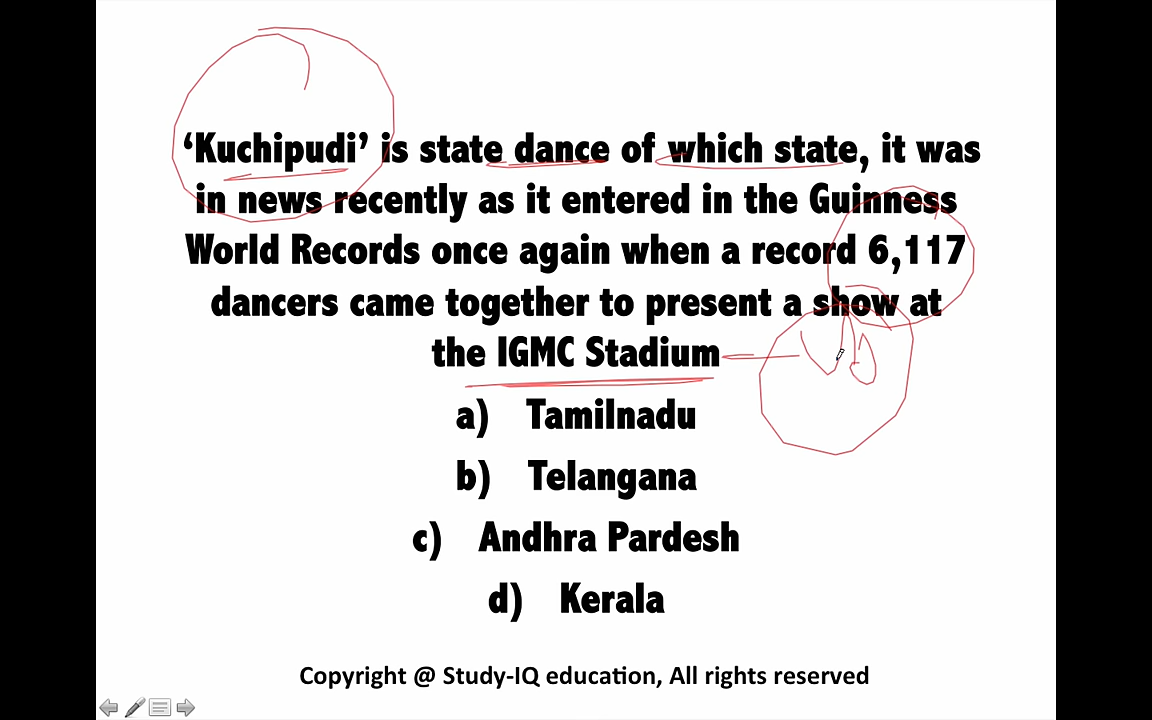 ‘Kuchipudi’ is state dance of which state, it was
in news recently as it entered in the Guinness
World Records once again when a record 6,117
dancers came together to present a show at
the IGMC Stadium
a) Tamilnadu
b) Telangana
c) Andhra Pardesh
d) Kerala
Copyright @ Study-IQ education, All rights reserved